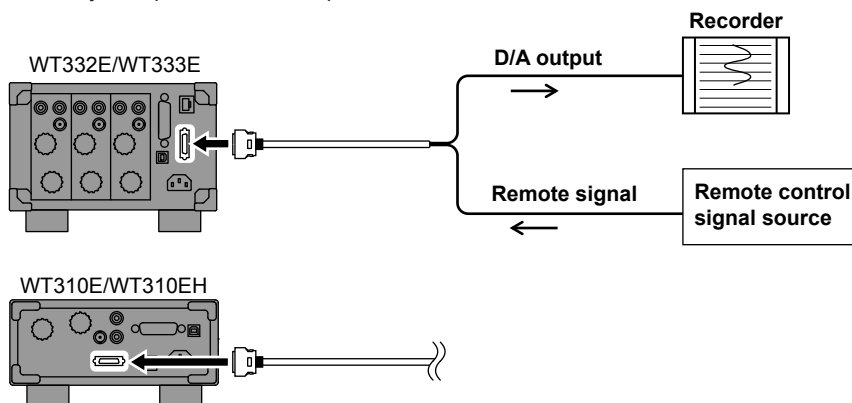 Recorder
D/A output
WT332E/WT333E
Remote signal
Remote control
signal source
WT310E/WT310EH